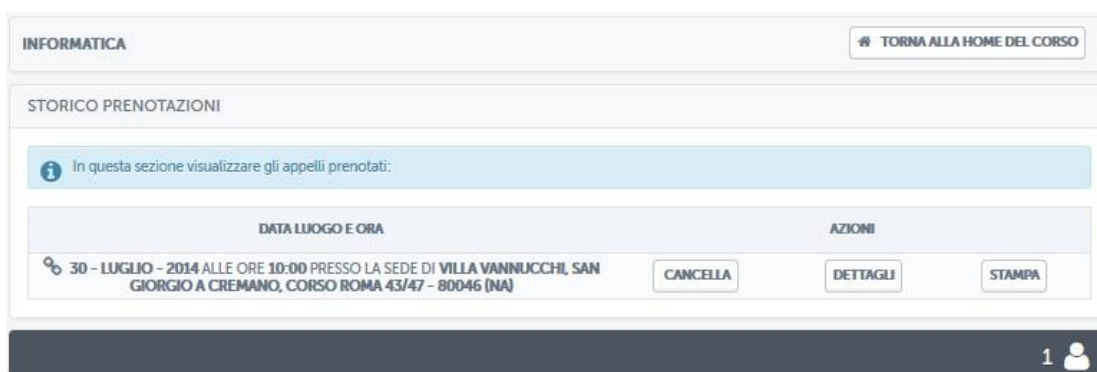 INFORMATICA
TORNA ALLA HOME DEL CORSO
STORICO PRENOTAZIONI
In questa sezione visualizzare gli appelli prenotati:
DATA LUOGO E ORA AZIONI
30 - LUGLIO - 2014 ALLE ORE 10:00 PRESSO LA SEDE DI VILLA VANNUCCHI, SAN
GIORGIO A CREMANO, CORSO ROMA 43/47 - 80046 (NA)
CANCELLA DETTAGLI STAMPA
1